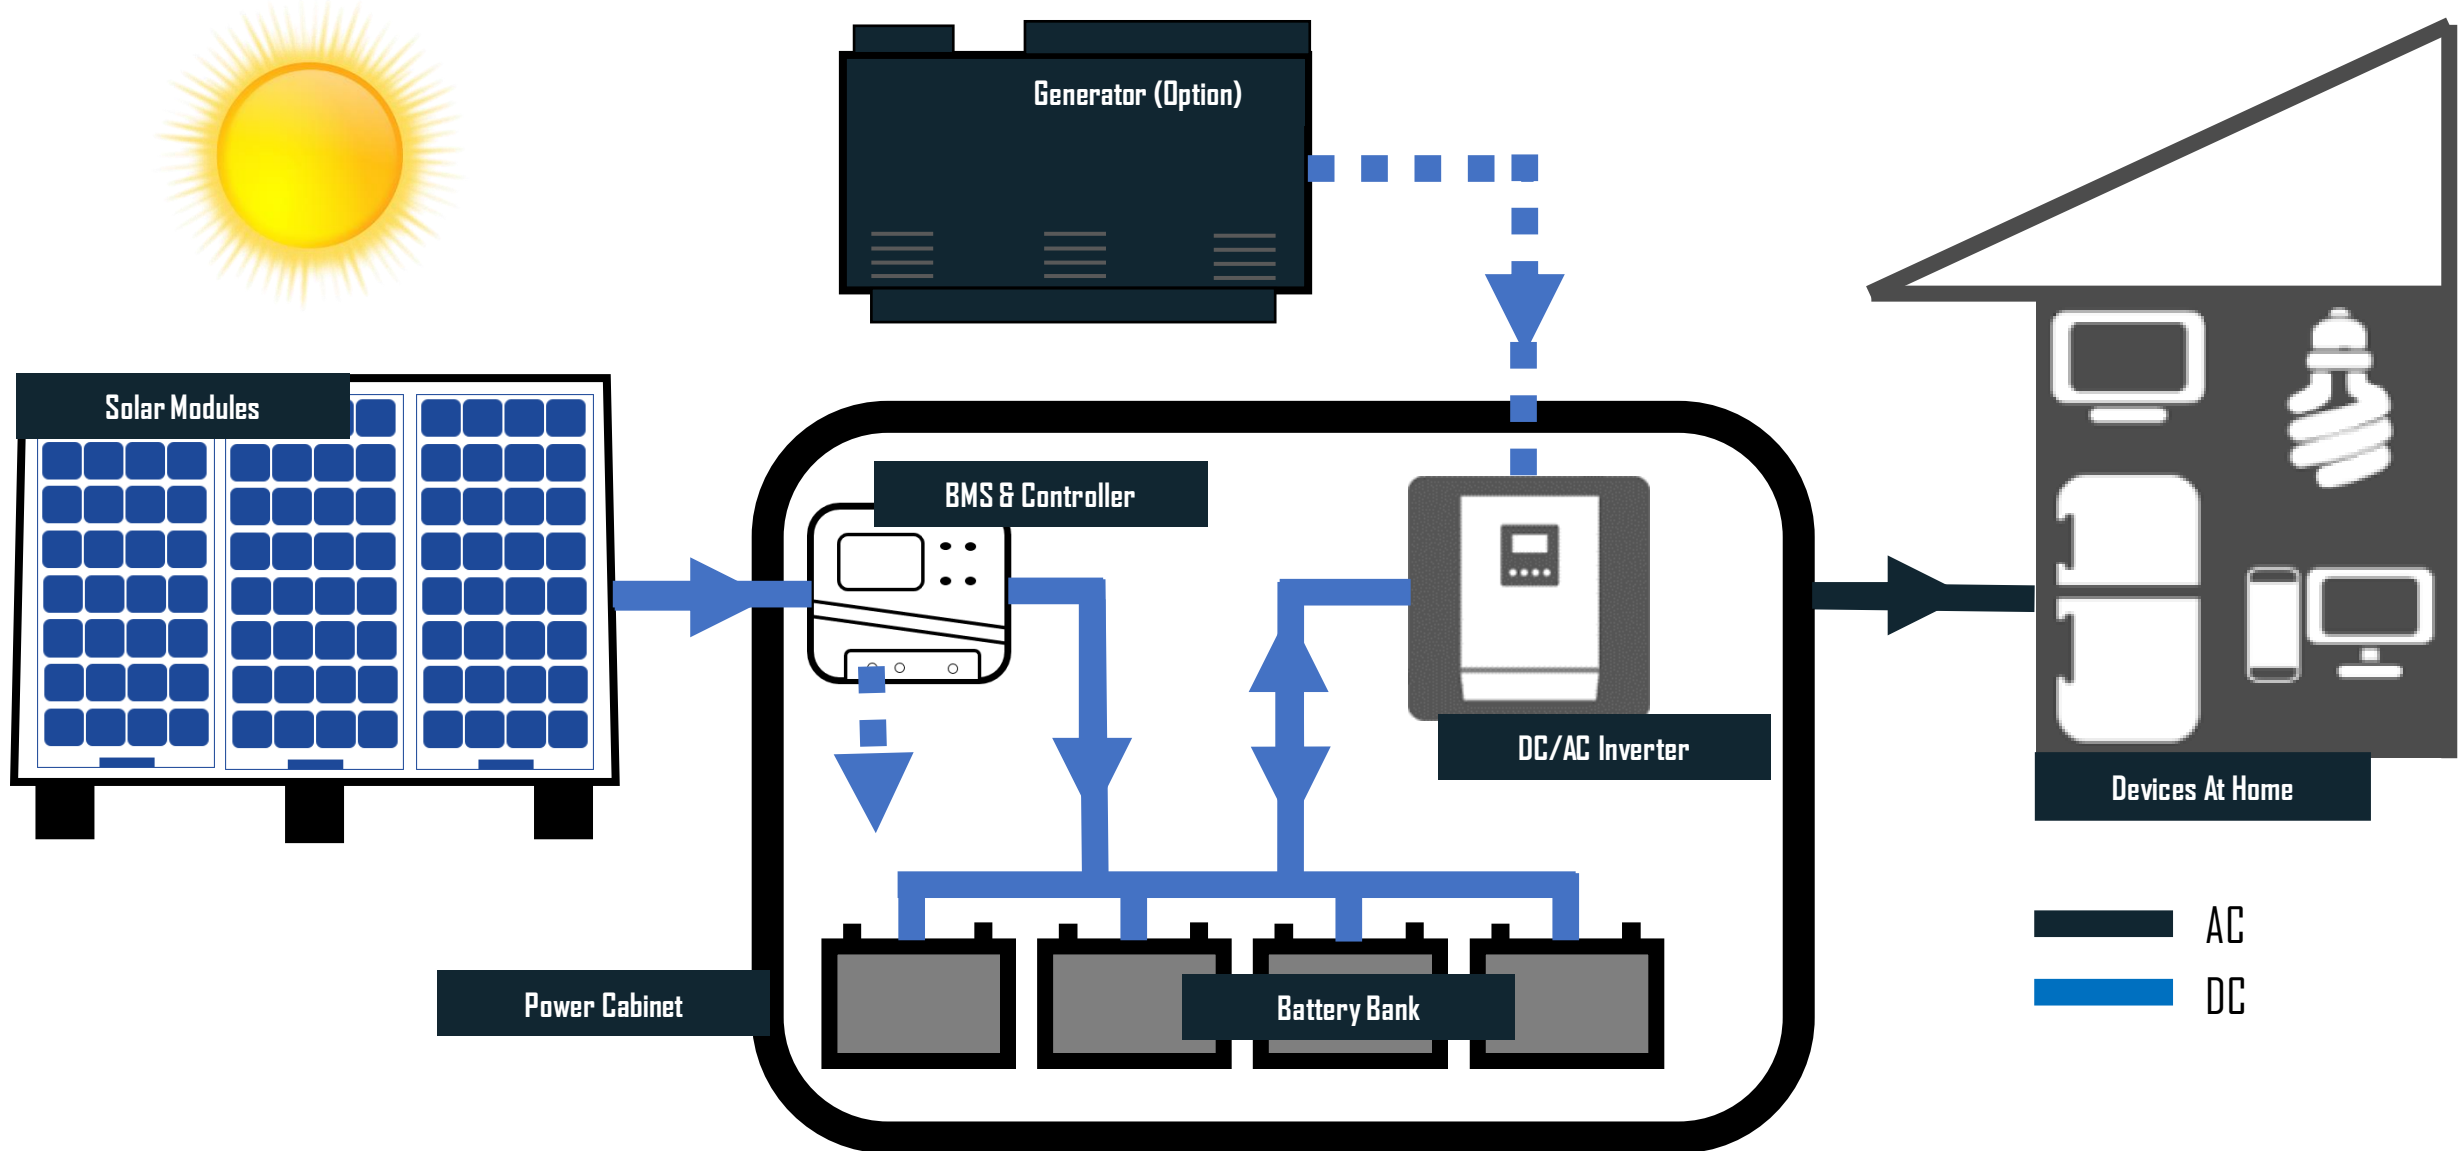 Generator (Option)
Solar Modules
BMS & Controller
DC/AC Inverter
Devices At Home
AC
DC
Power Cabinet
Battery Bank